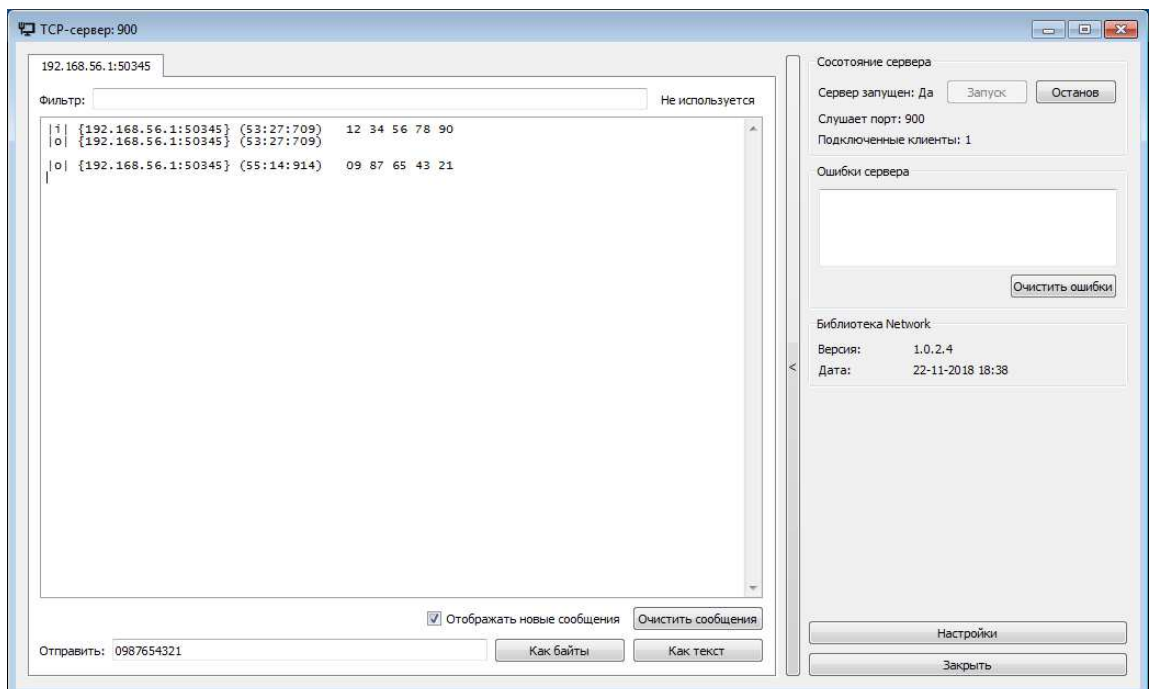 TCP-сервер: 900
192.168.56.1:50345
Фильтр: Не используется
|i| {192.168.56.1:50345} (53:27:709) 12 34 56 78 90
|o| {192.168.56.1:50345} (53:27:709)
|o| {192.168.56.1:50345} (55:14:914) 09 87 65 43 21
Отображать новые сообщения Очистить сообщения
Отправить: 0987654321 Как байты Как текст
<
Сосотояние сервера
Сервер запущен: Да Запуск Останов
Слушает порт: 900
Подключенные клиенты: 1
Ошибки сервера
Очистить ошибки
Библиотека Network
Версия: 1.0.2.4
Дата: 22-11-2018 18:38
Настройки
Закрыть